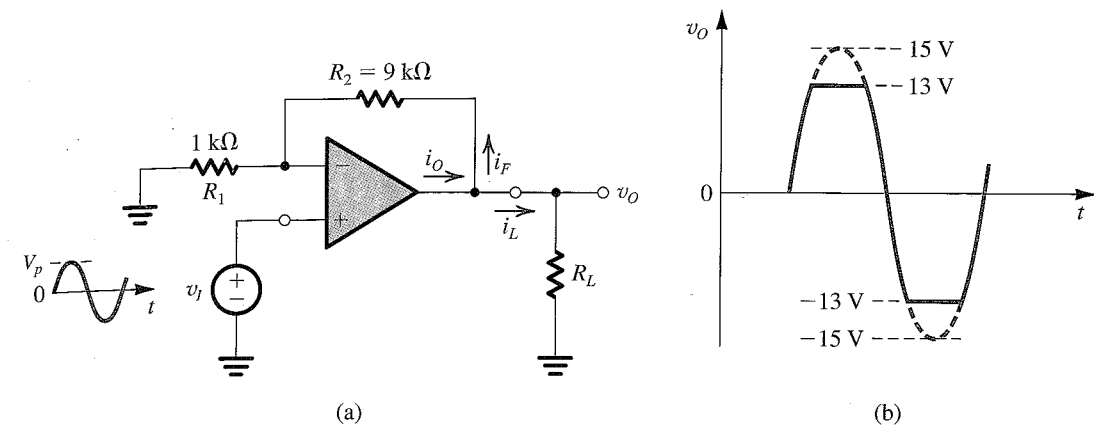 R₂ = 9 kΩ
1 kΩ
R₁
−
+
i_O
i_F
i_L
v_O
V_p
0
t
v_I
+
−
R_L
(a)
v_O
15 V
13 V
0
t
−13 V
−15 V
(b)